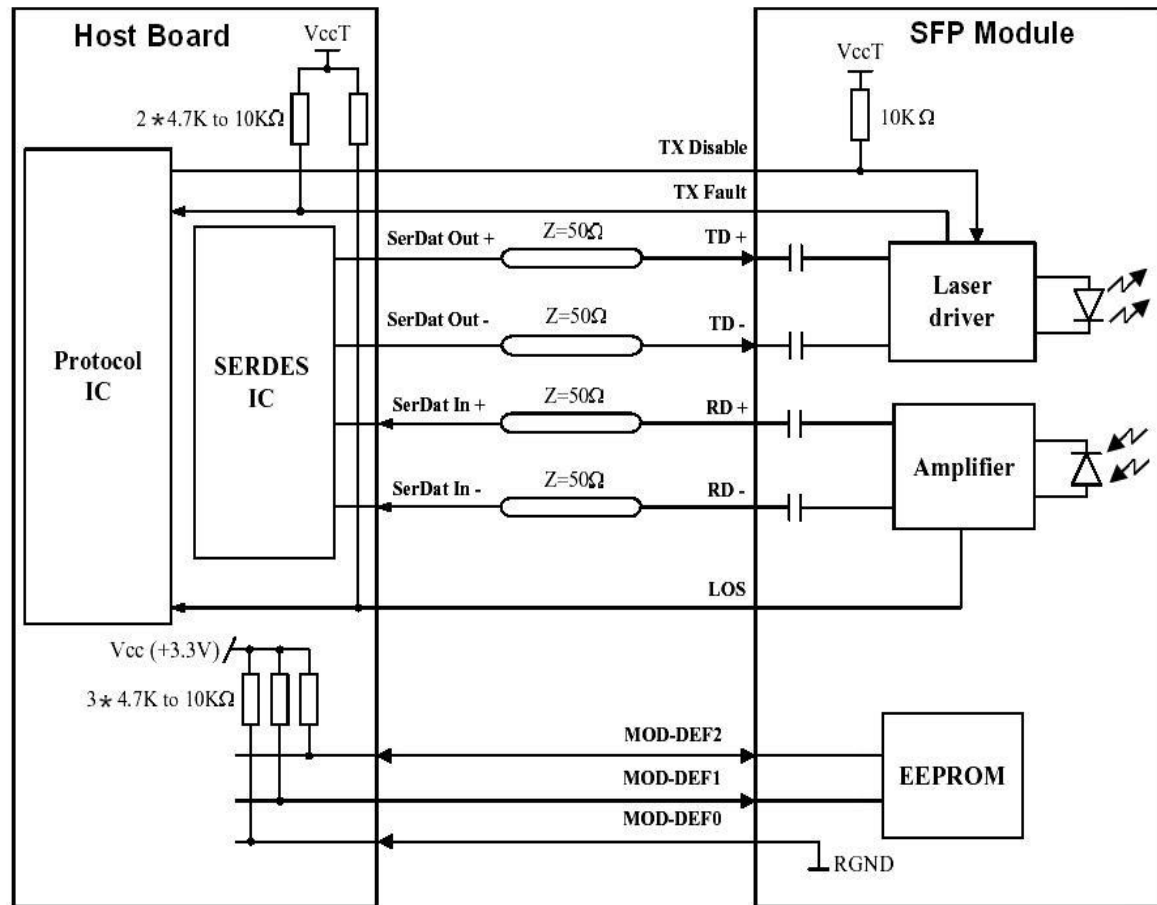 Host Board
SFP Module
VccT
VccT
2*4.7K to 10KΩ
10KΩ
TX Disable
TX Fault
SerDat Out +
Z=50Ω
TD +
Laser
driver
SerDat Out -
Z=50Ω
TD -
Protocol
IC
SERDES
IC
SerDat In +
Z=50Ω
RD +
Amplifier
SerDat In -
Z=50Ω
RD -
LOS
Vcc (+3.3V)
3*4.7K to 10KΩ
MOD-DEF2
MOD-DEF1
EEPROM
MOD-DEF0
RGND